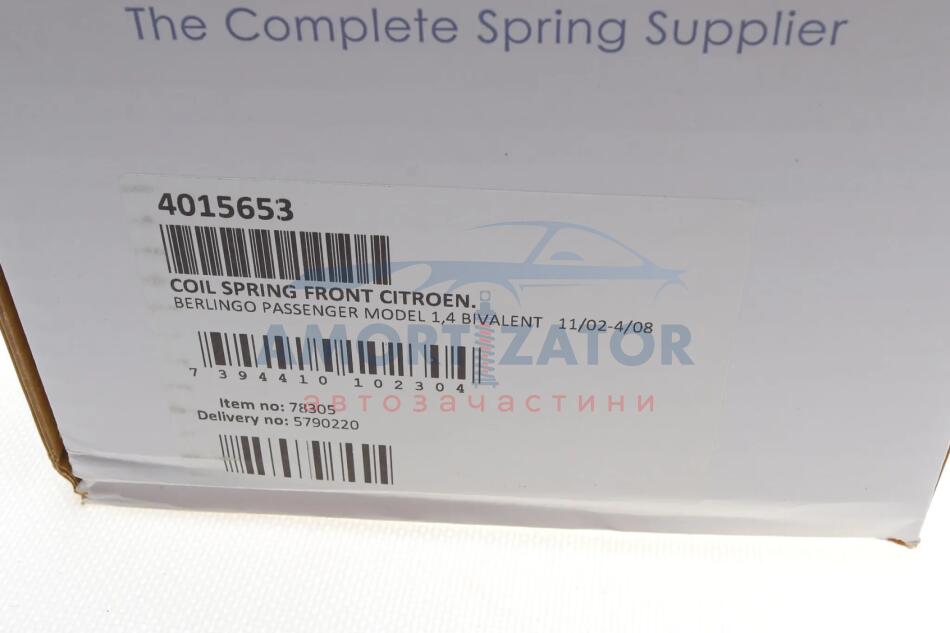 The Complete Spring Supplier
4015653
COIL SPRING FRONT CITROEN.
BERLINGO PASSENGER MODEL 1,4 BIVALENT 11/02-4/08
AMORTIZATOR
7 394410 102304
автозачастини
Item no: 78305
Delivery no: 5790220